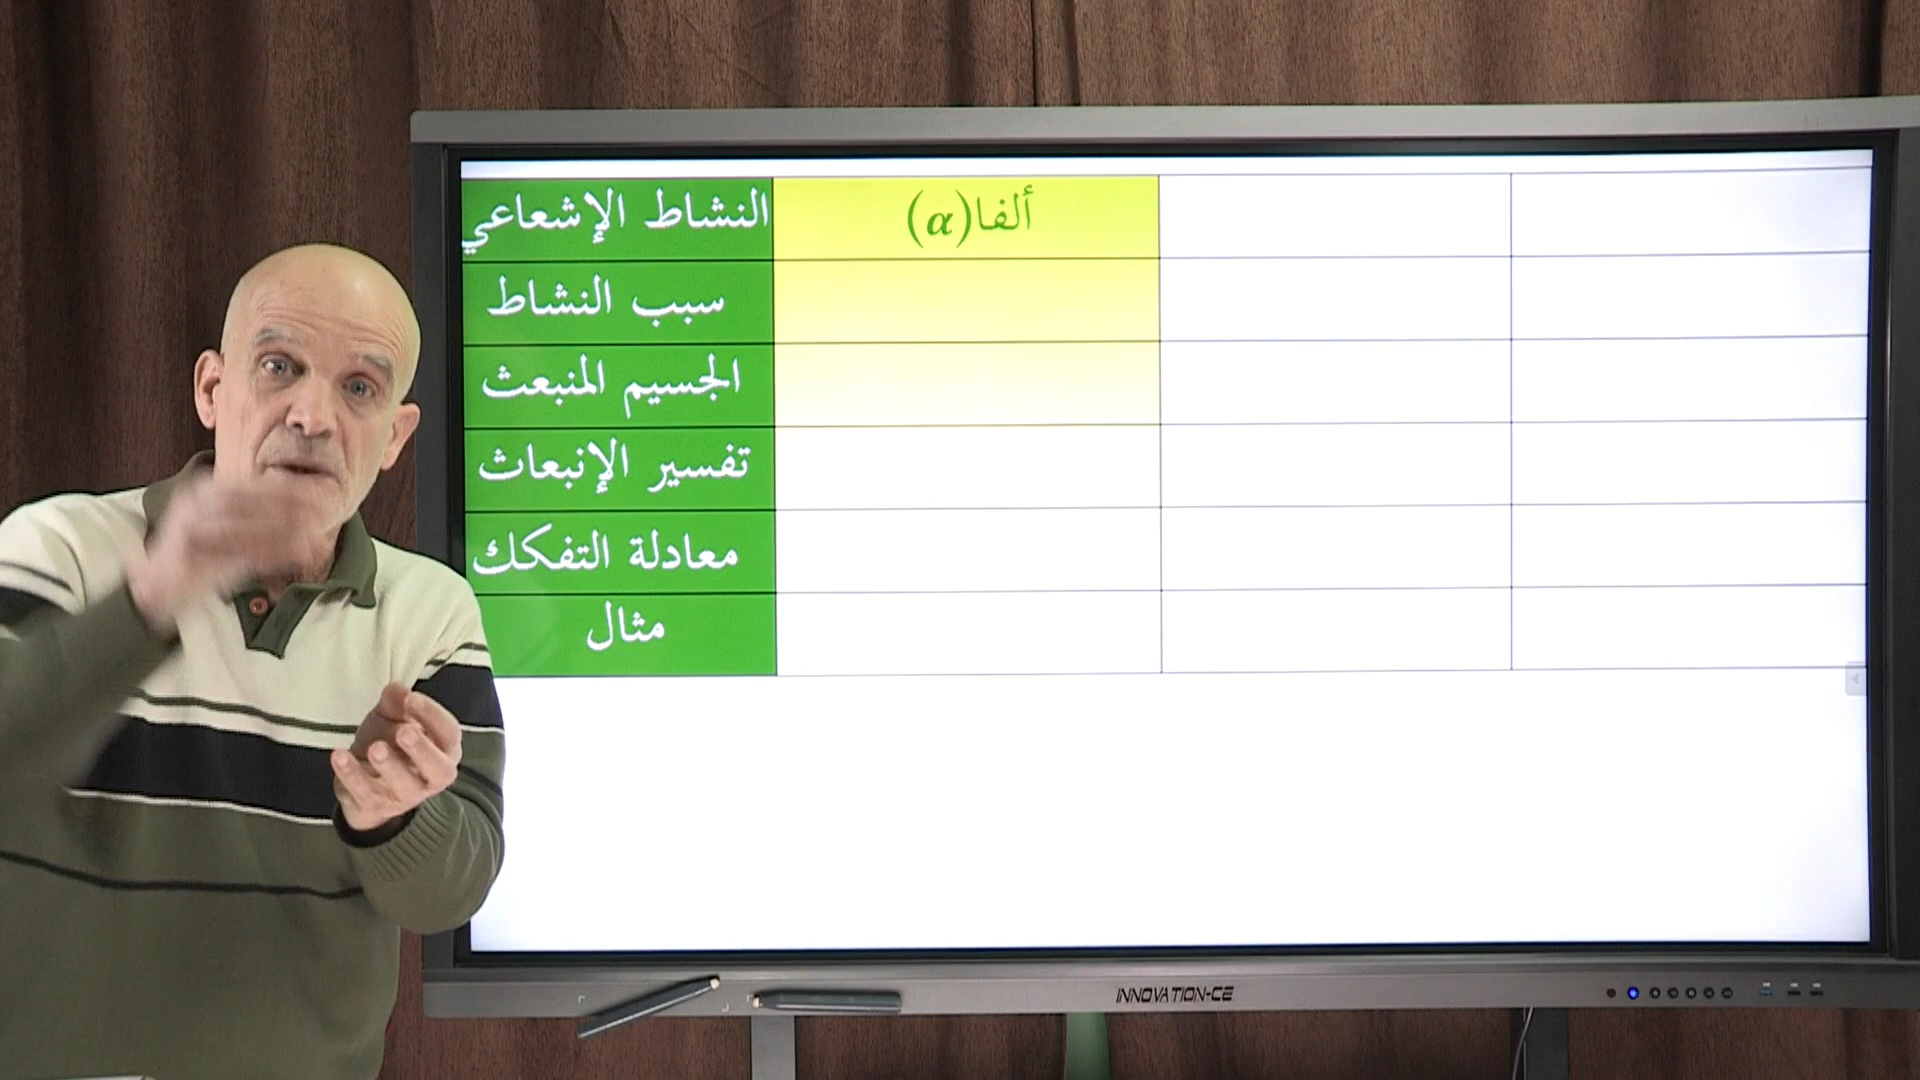 النشاط الإشعاعي
ألفا(α)
سبب النشاط
الجسيم المنبعث
تفسير الإنبعاث
معادلة التفكك
مثال
INNOVATION-CE